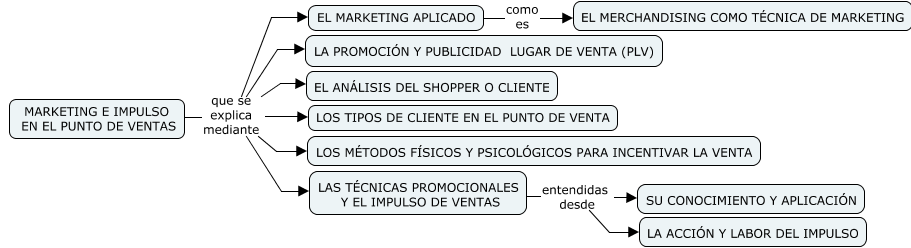 EL MARKETING APLICADO
como
es
EL MERCHANDISING COMO TÉCNICA DE MARKETING
LA PROMOCIÓN Y PUBLICIDAD LUGAR DE VENTA (PLV)
EL ANÁLISIS DEL SHOPPER O CLIENTE
MARKETING E IMPULSO
EN EL PUNTO DE VENTAS
que se
explica
mediante
LOS TIPOS DE CLIENTE EN EL PUNTO DE VENTA
LOS MÉTODOS FÍSICOS Y PSICOLÓGICOS PARA INCENTIVAR LA VENTA
LAS TÉCNICAS PROMOCIONALES
Y EL IMPULSO DE VENTAS
entendidas
desde
SU CONOCIMIENTO Y APLICACIÓN
LA ACCIÓN Y LABOR DEL IMPULSO